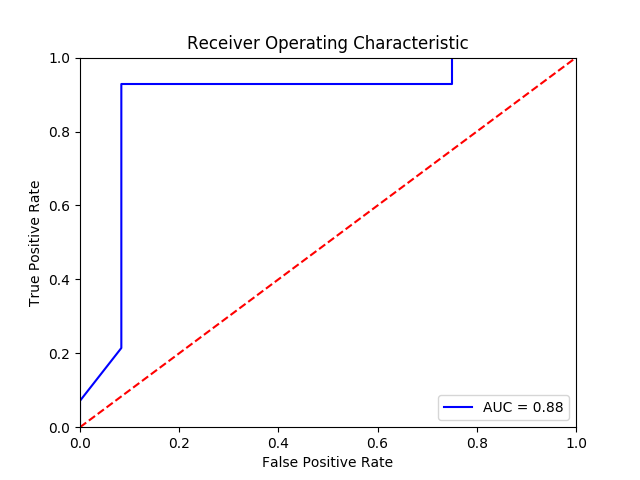 Receiver Operating Characteristic
1.0
0.8
0.6
0.4
0.2
0.0
True Positive Rate
AUC = 0.88
0.0 0.2 0.4 0.6 0.8 1.0
False Positive Rate